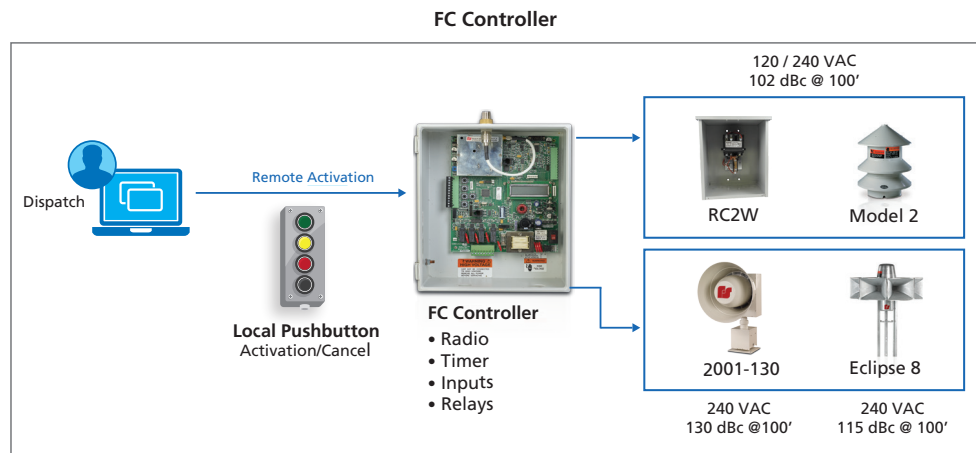 FC Controller
120 / 240 VAC
102 dBc @ 100’
Dispatch
Remote Activation
RC2W
Model 2
Local Pushbutton
Activation/Cancel
FC Controller
• Radio
• Timer
• Inputs
• Relays
2001-130
Eclipse 8
240 VAC
130 dBc @100’
240 VAC
115 dBc @ 100’